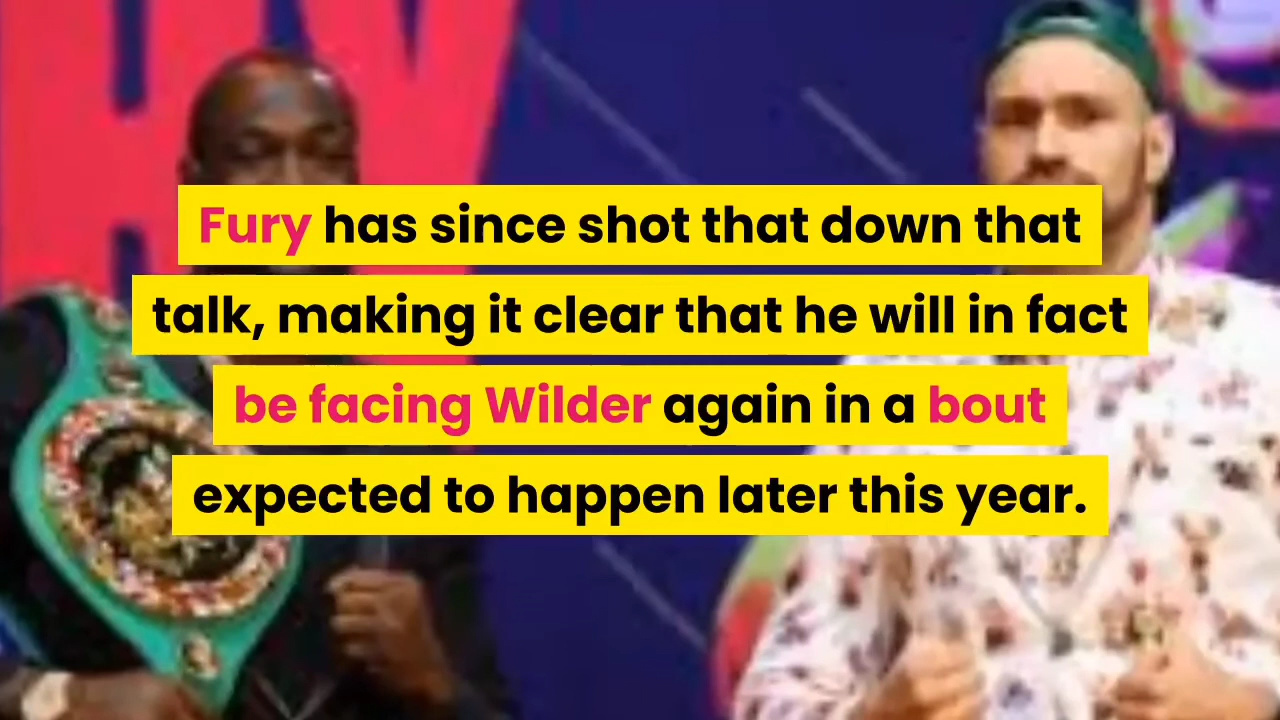 Fury has since shot that down that
talk, making it clear that he will in fact
be facing Wilder again in a bout
expected to happen later this year.